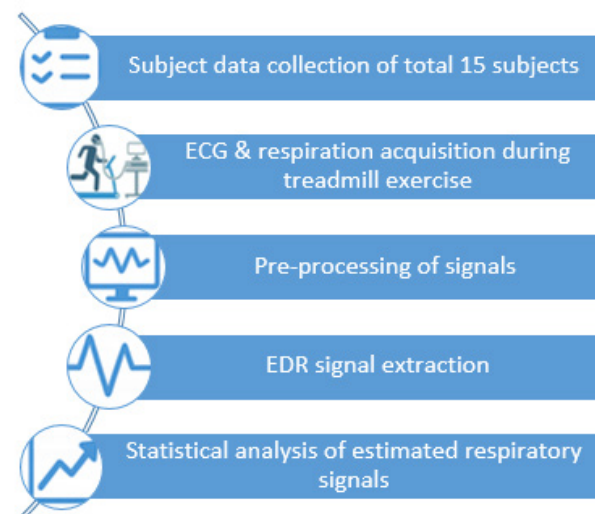 Subject data collection of total 15 subjects
ECG & respiration acquisition during
treadmill exercise
Pre-processing of signals
EDR signal extraction
Statistical analysis of estimated respiratory
signals